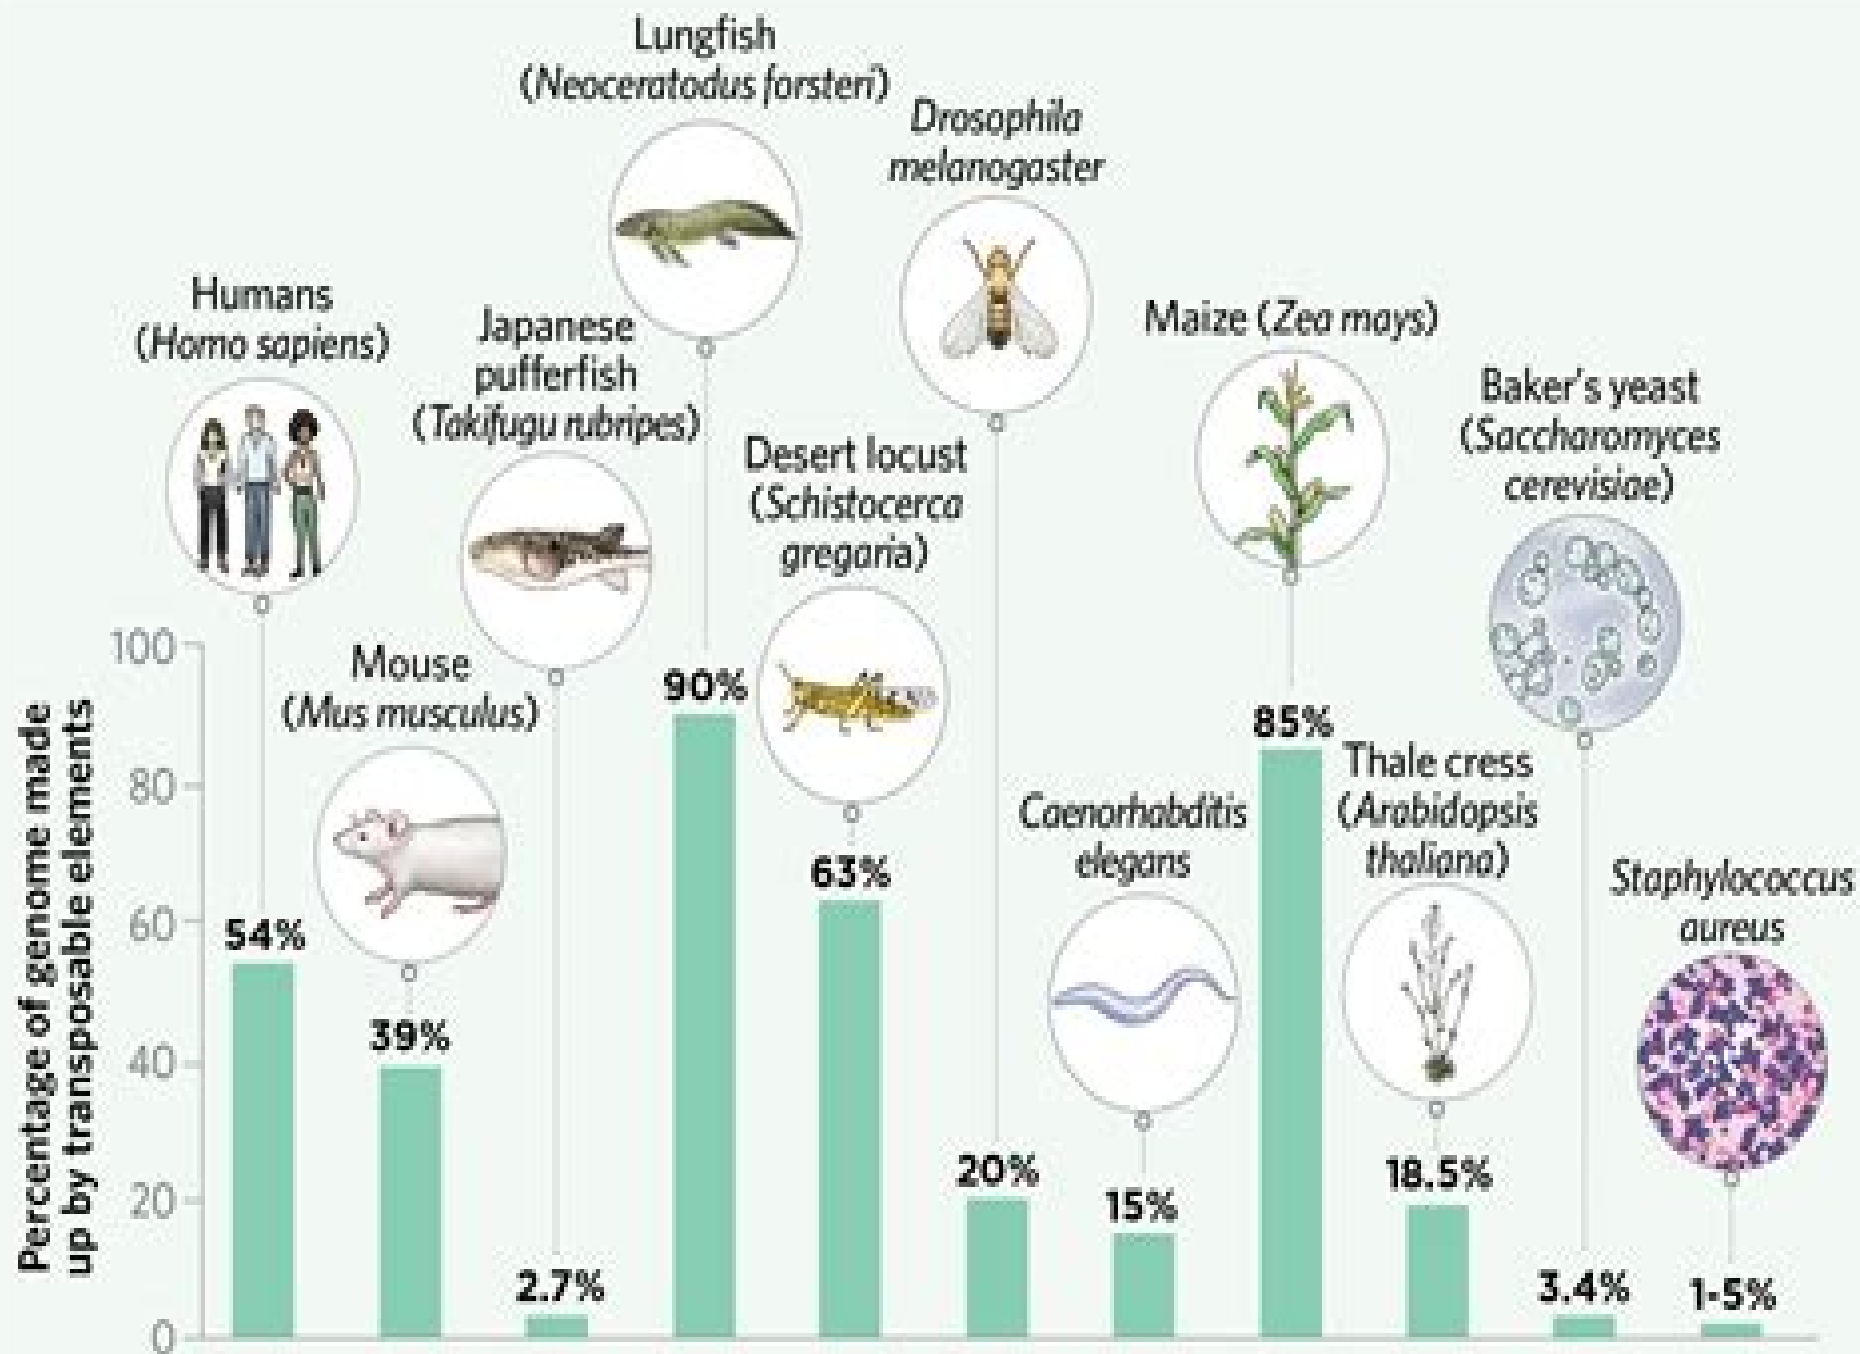 Lungfish
(Neoceratodus forsteri)
Drosophila
melanogaster
Humans
(Homo sapiens)
Japanese
pufferfish
(Takifugu rubripes)
Maize (Zea mays)
Baker's yeast
(Saccharomyces
cerevisiae)
Desert locust
(Schistocerca
gregaria)
Mouse
(Mus musculus)
Caenorhabditis
elegans
Thale cress
(Arabidopsis
thaliana)
Staphylococcus
aureus
Percentage of genome made
up by transposable elements
100
80
60
40
20
0
54%
39%
2.7%
90%
63%
20%
15%
85%
18.5%
3.4%
1-5%